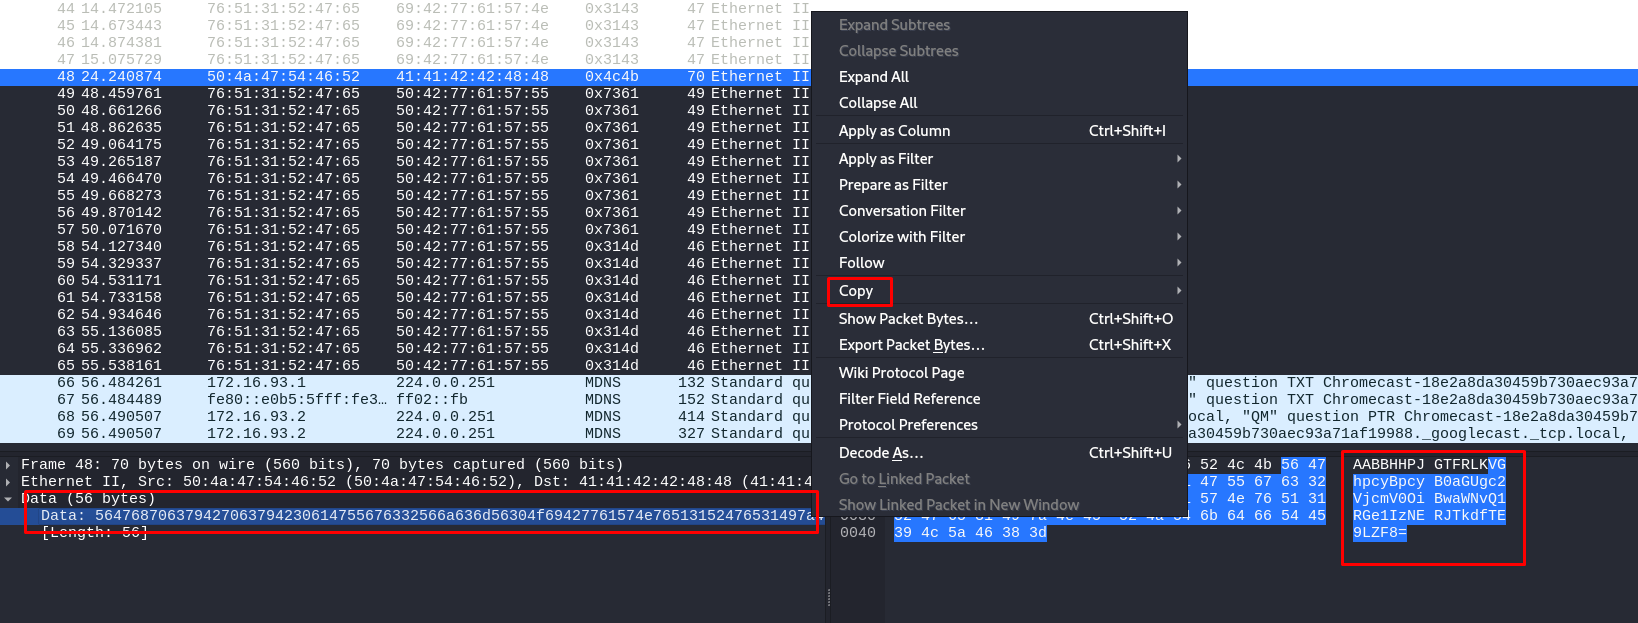 44 14.472105 76:51:31:52:47:65 69:42:77:61:57:4e 0x3143 47 Ethernet II
45 14.673443 76:51:31:52:47:65 69:42:77:61:57:4e 0x3143 47 Ethernet II
46 14.874381 76:51:31:52:47:65 69:42:77:61:57:4e 0x3143 47 Ethernet II
47 15.075729 76:51:31:52:47:65 69:42:77:61:57:4e 0x3143 47 Ethernet II
48 24.240874 50:4a:47:54:46:52 41:41:42:42:48:48 0x4c4b 70 Ethernet II
49 48.459761 76:51:31:52:47:65 50:42:77:61:57:55 0x7361 49 Ethernet II
50 48.661266 76:51:31:52:47:65 50:42:77:61:57:55 0x7361 49 Ethernet II
51 48.862635 76:51:31:52:47:65 50:42:77:61:57:55 0x7361 49 Ethernet II
52 49.064175 76:51:31:52:47:65 50:42:77:61:57:55 0x7361 49 Ethernet II
53 49.265187 76:51:31:52:47:65 50:42:77:61:57:55 0x7361 49 Ethernet II
54 49.466470 76:51:31:52:47:65 50:42:77:61:57:55 0x7361 49 Ethernet II
55 49.668273 76:51:31:52:47:65 50:42:77:61:57:55 0x7361 49 Ethernet II
56 49.870142 76:51:31:52:47:65 50:42:77:61:57:55 0x7361 49 Ethernet II
57 50.071670 76:51:31:52:47:65 50:42:77:61:57:55 0x7361 49 Ethernet II
58 54.127340 76:51:31:52:47:65 50:42:77:61:57:55 0x314d 46 Ethernet II
59 54.329337 76:51:31:52:47:65 50:42:77:61:57:55 0x314d 46 Ethernet II
60 54.531171 76:51:31:52:47:65 50:42:77:61:57:55 0x314d 46 Ethernet II
61 54.733158 76:51:31:52:47:65 50:42:77:61:57:55 0x314d 46 Ethernet II
62 54.934646 76:51:31:52:47:65 50:42:77:61:57:55 0x314d 46 Ethernet II
63 55.136085 76:51:31:52:47:65 50:42:77:61:57:55 0x314d 46 Ethernet II
64 55.336962 76:51:31:52:47:65 50:42:77:61:57:55 0x314d 46 Ethernet II
65 55.538161 76:51:31:52:47:65 50:42:77:61:57:55 0x314d 46 Ethernet II
66 56.484261 172.16.93.1 224.0.0.251 MDNS 132 Standard qu " question TXT Chromecast-18e2a8da30459b730aec93a7
67 56.484489 fe80::e0b5:5fff:fe3… ff02::fb MDNS 152 Standard qu " question TXT Chromecast-18e2a8da30459b730aec93a7
68 56.490507 172.16.93.2 224.0.0.251 MDNS 414 Standard qu ocal, "QM" question PTR Chromecast-18e2a8da30459b7
69 56.490507 172.16.93.2 224.0.0.251 MDNS 327 Standard qu a30459b730aec93a71af19988._googlecast._tcp.local,
Expand Subtrees
Collapse Subtrees
Expand All
Collapse All
Apply as Column Ctrl+Shift+I
Apply as Filter
Prepare as Filter
Conversation Filter
Colorize with Filter
Follow
Copy
Show Packet Bytes… Ctrl+Shift+O
Export Packet Bytes… Ctrl+Shift+X
Wiki Protocol Page
Filter Field Reference
Protocol Preferences
Decode As… Ctrl+Shift+U
Go to Linked Packet
Show Linked Packet in New Window
Frame 48: 70 bytes on wire (560 bits), 70 bytes captured (560 bits)
Ethernet II, Src: 50:4a:47:54:46:52 (50:4a:47:54:46:52), Dst: 41:41:42:42:48:48 (41:41:4
Data (56 bytes)
Data: 564768706379427063794230614755676332566a636d56304f69427761574e76513152476531497a
[Length: 56]
52 4c 4b 56 47 AABBHHPJ GTFRLKVG
47 55 67 63 32 hpcyBpcy B0aGUgc2
57 4e 76 51 31 VjcmV0Oi BwaWNvQ1
6b 64 66 54 45 RGe1IzNE RJTkdfTE
0040 39 4c 5a 46 38 3d 9LZF8=